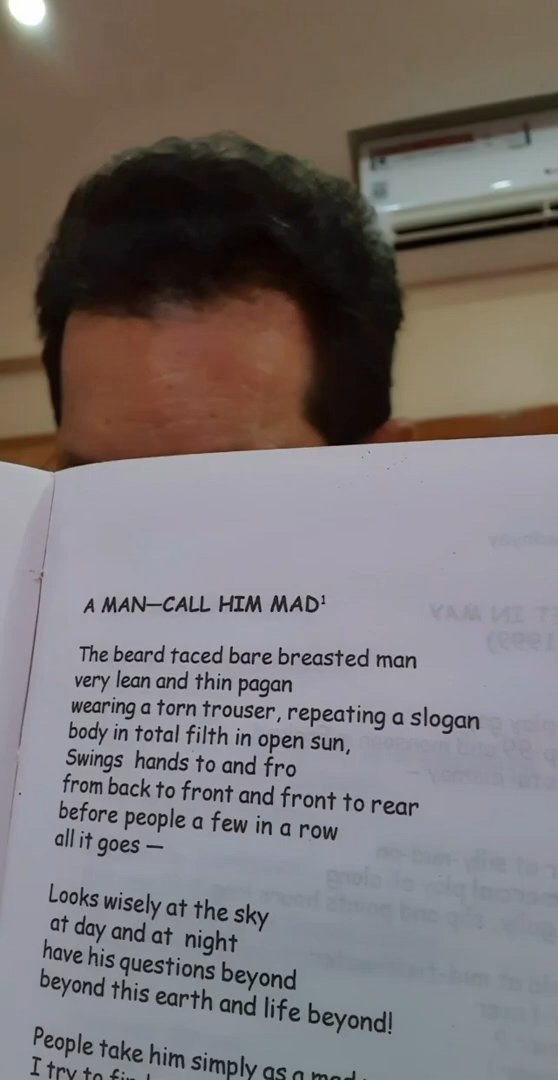 A MAN—CALL HIM MAD¹
The beard taced bare breasted man
very lean and thin pagan
wearing a torn trouser, repeating a slogan
body in total filth in open sun,
Swings hands to and fro
from back to front and front to rear
before people a few in a row
all it goes —
Looks wisely at the sky
at day and at night
have his questions beyond
beyond this earth and life beyond!
People take him simply as a
I try to